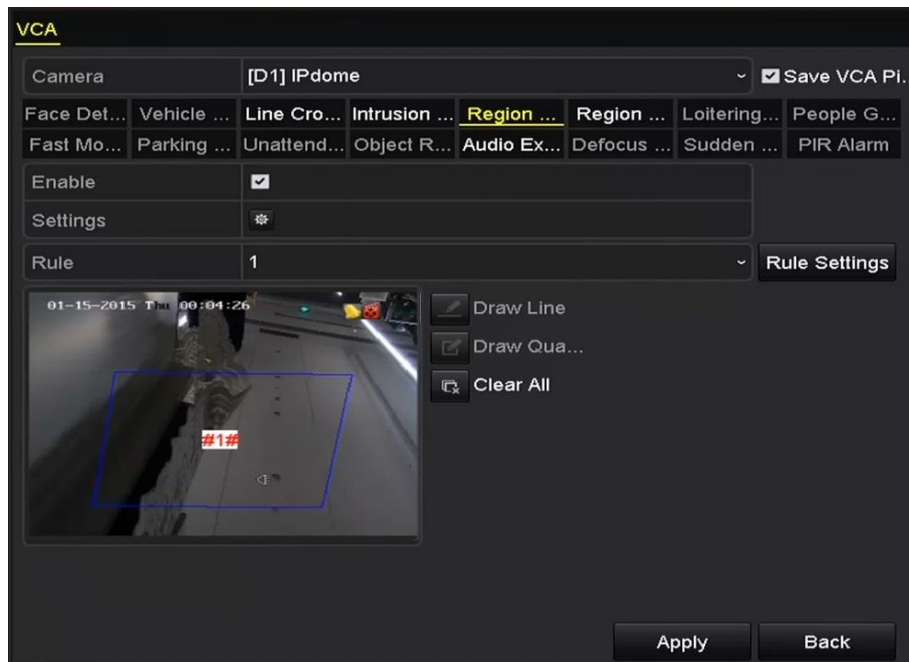 VCA
Camera [D1] IPdome Save VCA Pi..
Face Det... Vehicle ... Line Cro... Intrusion ... Region ... Region ... Loitering... People G...
Fast Mo... Parking ... Unattend... Object R... Audio Ex... Defocus ... Sudden ... PIR Alarm
Enable
Settings
Rule 1 Rule Settings
01-15-2015 Thu 00:04:26
Draw Line
Draw Qua...
Clear All
#1#
Apply Back